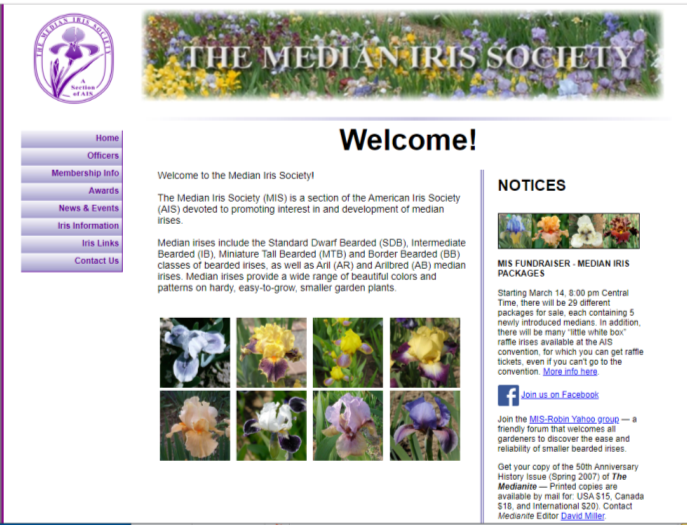 THE MEDIAN IRIS SOCIETY
A
Section
of AIS
THE MEDIAN IRIS SOCIETY
Home
Officers
Membership Info
Awards
News & Events
Iris Information
Iris Links
Contact Us
Welcome!
Welcome to the Median Iris Society!
The Median Iris Society (MIS) is a section of the American Iris Society
(AIS) devoted to promoting interest in and development of median
irises.
Median irises include the Standard Dwarf Bearded (SDB), Intermediate
Bearded (IB), Miniature Tall Bearded (MTB) and Border Bearded (BB)
classes of bearded irises, as well as Aril (AR) and Arilbred (AB) median
irises. Median irises provide a wide range of beautiful colors and
patterns on hardy, easy-to-grow, smaller garden plants.
NOTICES
MIS FUNDRAISER - MEDIAN IRIS
PACKAGES
Starting March 14, 8:00 pm Central
Time, there will be 29 different
packages for sale, each containing 5
newly introduced medians. In addition,
there will be many "little white box"
raffle irises available at the AIS
convention, for which you can get raffle
tickets, even if you can't go to the
convention. More info here.
f Join us on Facebook
Join the MIS-Robin Yahoo group — a
friendly forum that welcomes all
gardeners to discover the ease and
reliability of smaller bearded irises.
Get your copy of the 50th Anniversary
History Issue (Spring 2007) of The
Medianite — Printed copies are
available by mail for: USA $15, Canada
$18, and International $20). Contact
Medianite Editor David Miller.